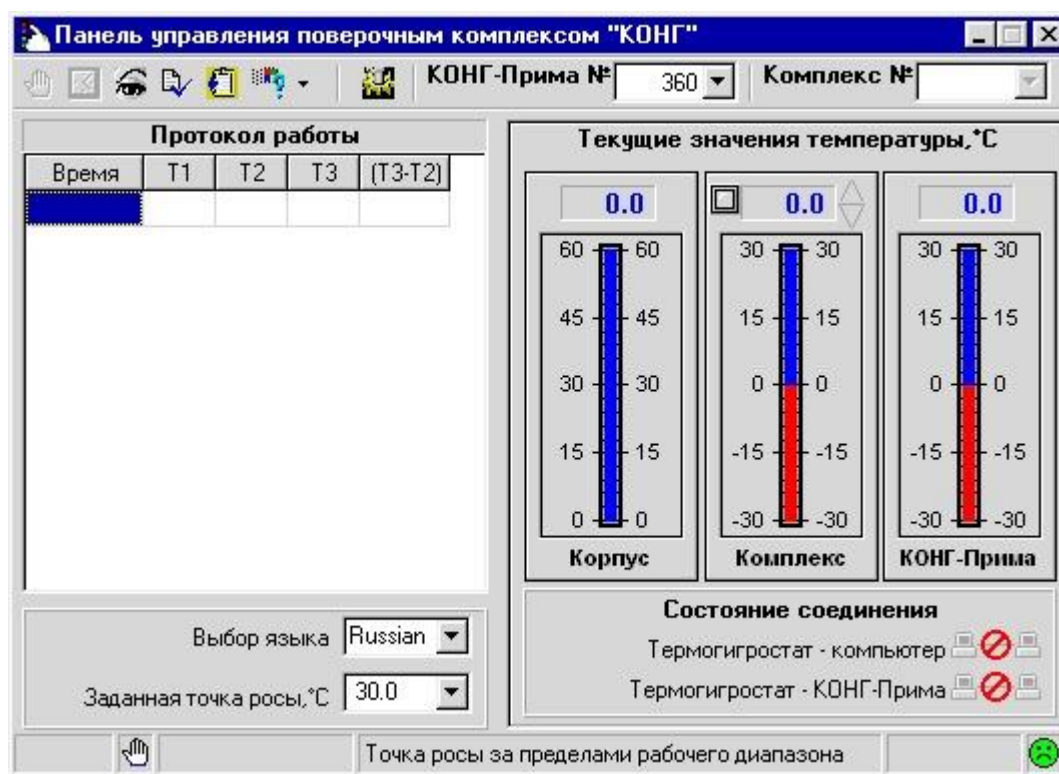 Панель управления поверочным комплексом "КОНГ"
КОНГ-Прима № 360 Комплекс №
Протокол работы
Время T1 T2 T3 (T3-T2)
Текущие значения температуры,°C
0.0 0.0 0.0
60 60 30 30 30 30
45 45 15 15 15 15
30 30 0 0 0 0
15 15 -15 -15 -15 -15
0 0 -30 -30 -30 -30
Корпус Комплекс КОНГ-Прима
Выбор языка Russian
Заданная точка росы,°C 30.0
Состояние соединения
Термогигростат - компьютер
Термогигростат - КОНГ-Прима
Точка росы за пределами рабочего диапазона